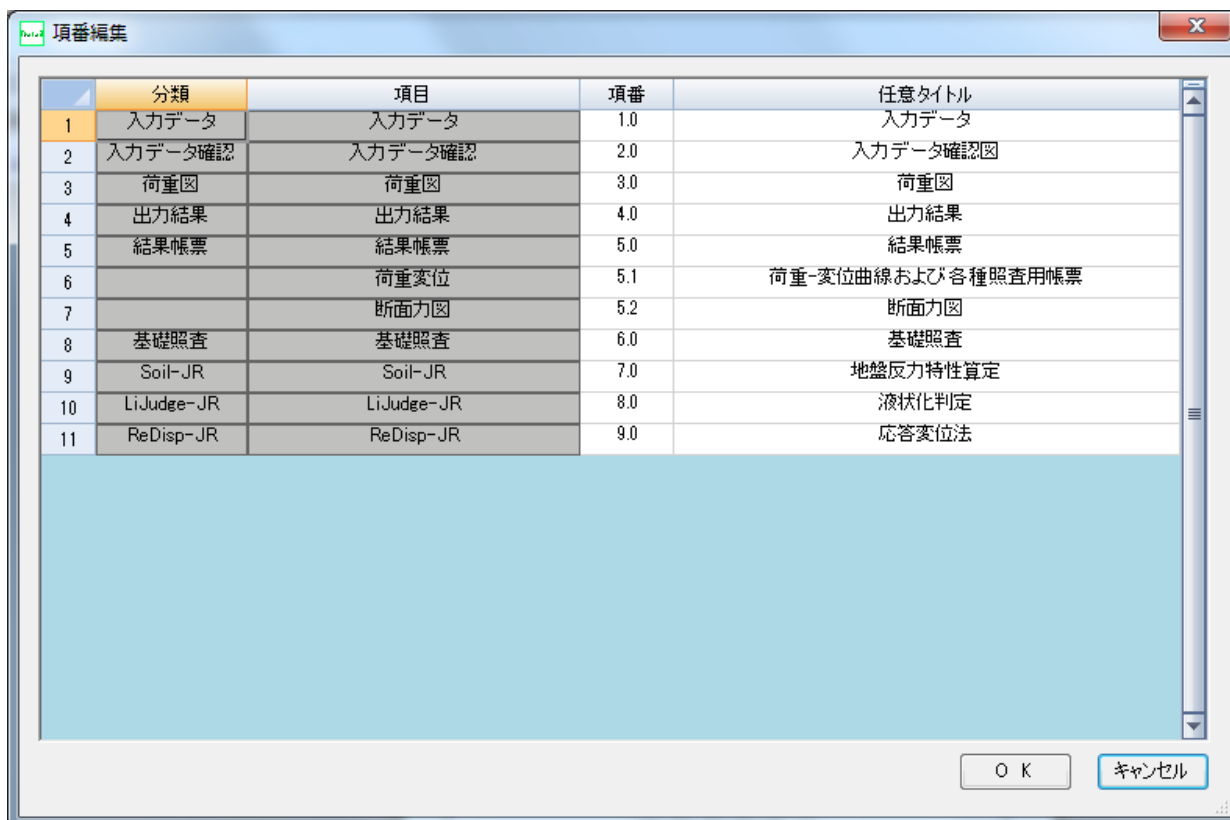 項番編集
分類 項目 項番 任意タイトル
1 入力データ 入力データ 1.0 入力データ
2 入力データ確認 入力データ確認 2.0 入力データ確認図
3 荷重図 荷重図 3.0 荷重図
4 出力結果 出力結果 4.0 出力結果
5 結果帳票 結果帳票 5.0 結果帳票
6 荷重変位 5.1 荷重-変位曲線および各種照査用帳票
7 断面力図 5.2 断面力図
8 基礎照査 基礎照査 6.0 基礎照査
9 Soil-JR Soil-JR 7.0 地盤反力特性算定
10 LiJudge-JR LiJudge-JR 8.0 液状化判定
11 ReDisp-JR ReDisp-JR 9.0 応答変位法
O K キャンセル